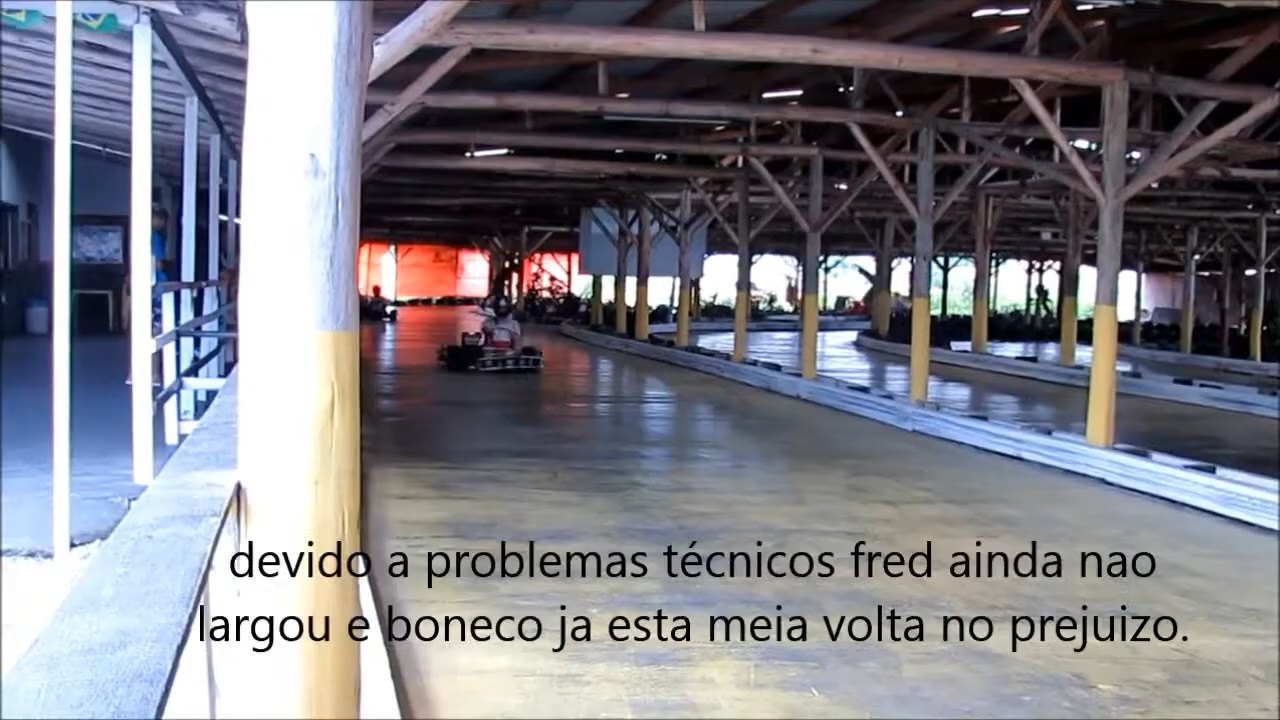 devido a problemas técnicos fred ainda nao
largou e boneco ja esta meia volta no prejuizo.